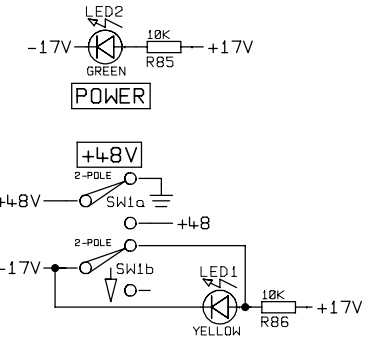 LED2
-17V
10K
+17V
GREEN
R85
POWER
+48V
2-POLE
+48V
SW1a
+48
2-POLE
-17V
SW1b
LED1
10K
+17V
R86
YELLOW